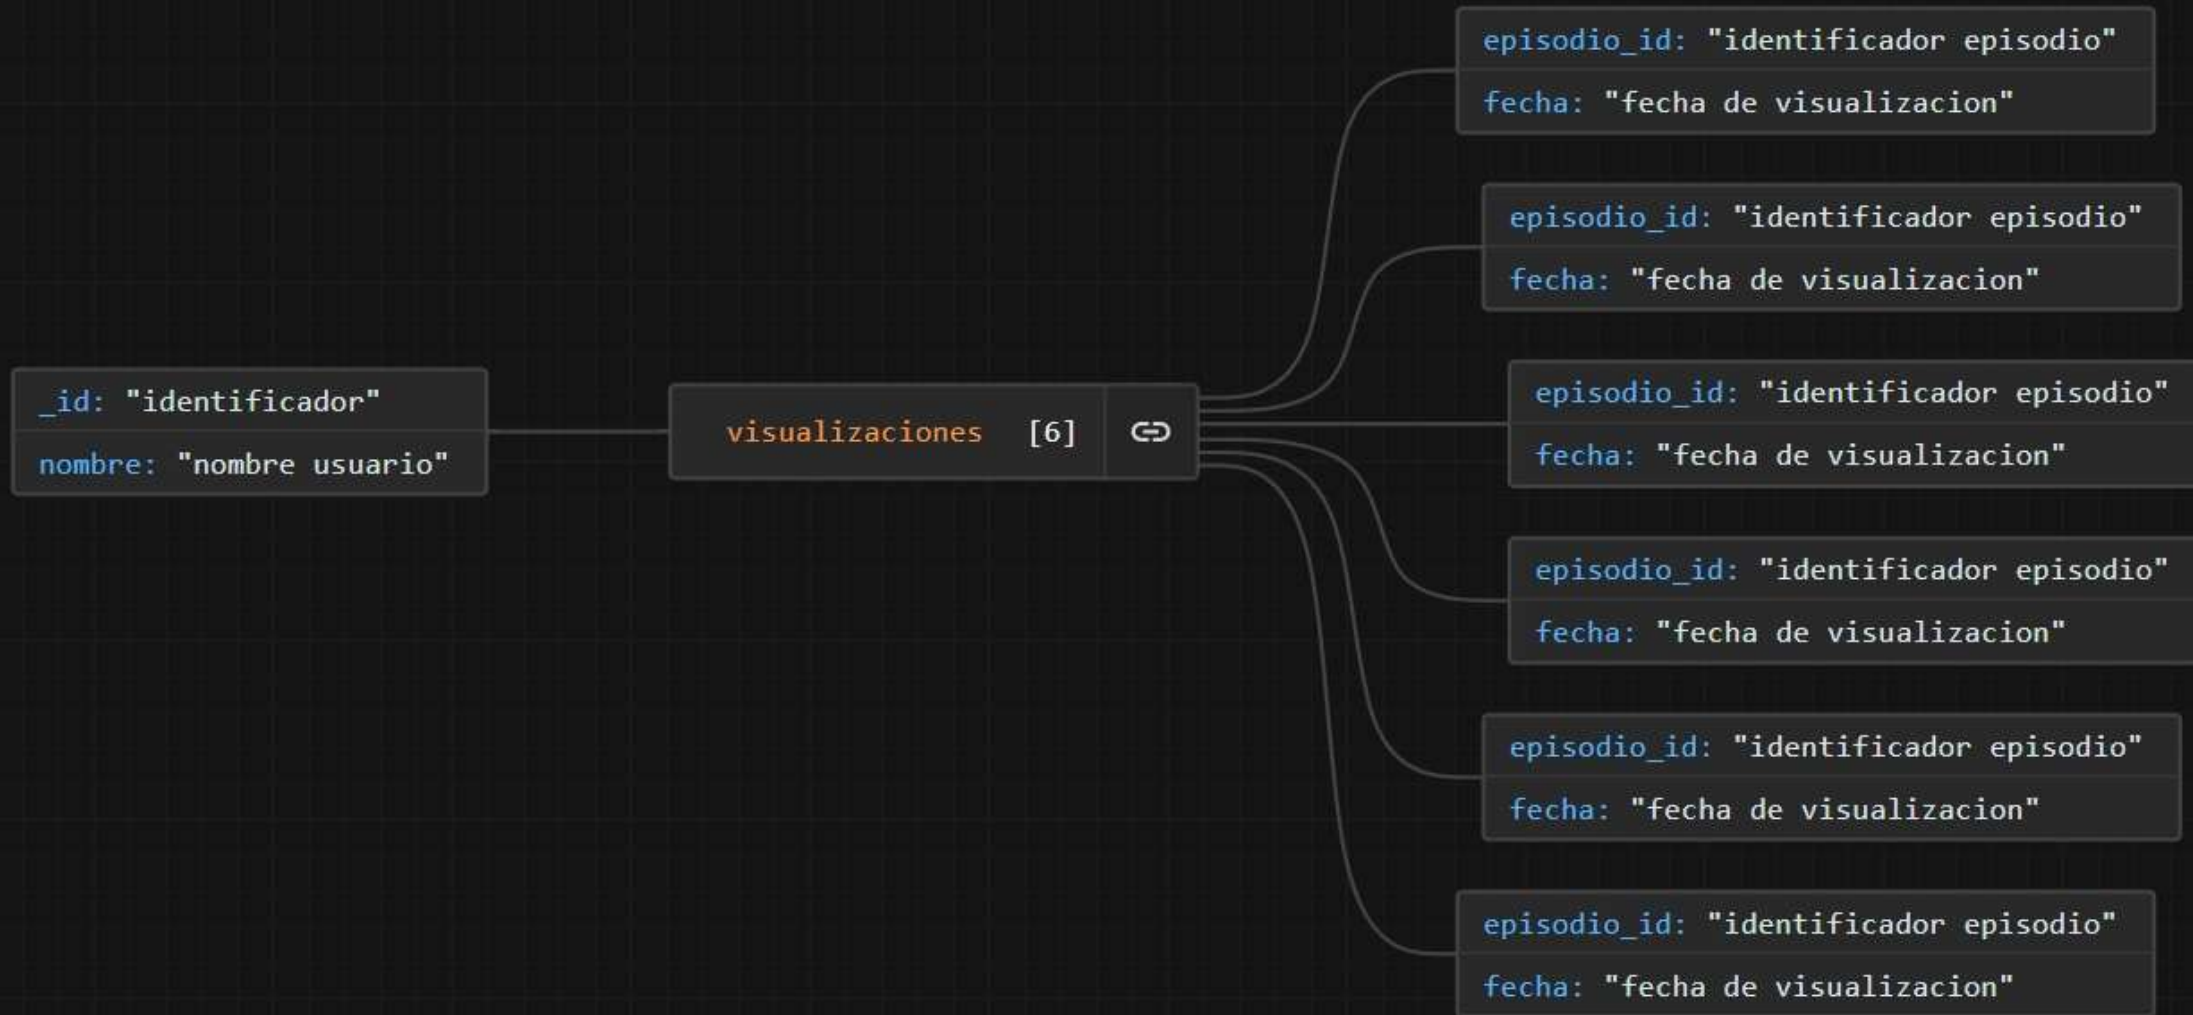 _id: "identificador"
nombre: "nombre usuario"
visualizaciones [6]
episodio_id: "identificador episodio"
fecha: "fecha de visualizacion"
episodio_id: "identificador episodio"
fecha: "fecha de visualizacion"
episodio_id: "identificador episodio"
fecha: "fecha de visualizacion"
episodio_id: "identificador episodio"
fecha: "fecha de visualizacion"
episodio_id: "identificador episodio"
fecha: "fecha de visualizacion"
episodio_id: "identificador episodio"
fecha: "fecha de visualizacion"